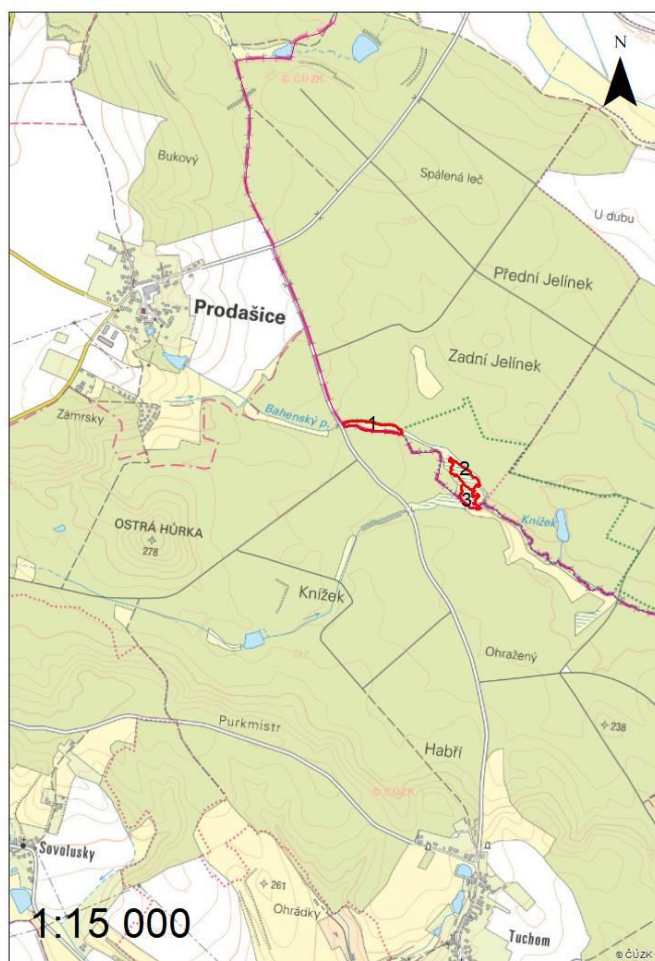 N
© ČÚZK
Bukový
Spálená leč
U dubu
Přední Jelínek
Prodašice
Zadní Jelínek
Zámrsky
Bahenský p.
1
2
3
OSTRÁ HŮRKA
278
Knížek
Knížek
Ohražený
238
Purkmistr
Habří
© ČÚZK
Sovolusky
261
Ohrádky
1:15 000
Tuchom
© ČÚZK